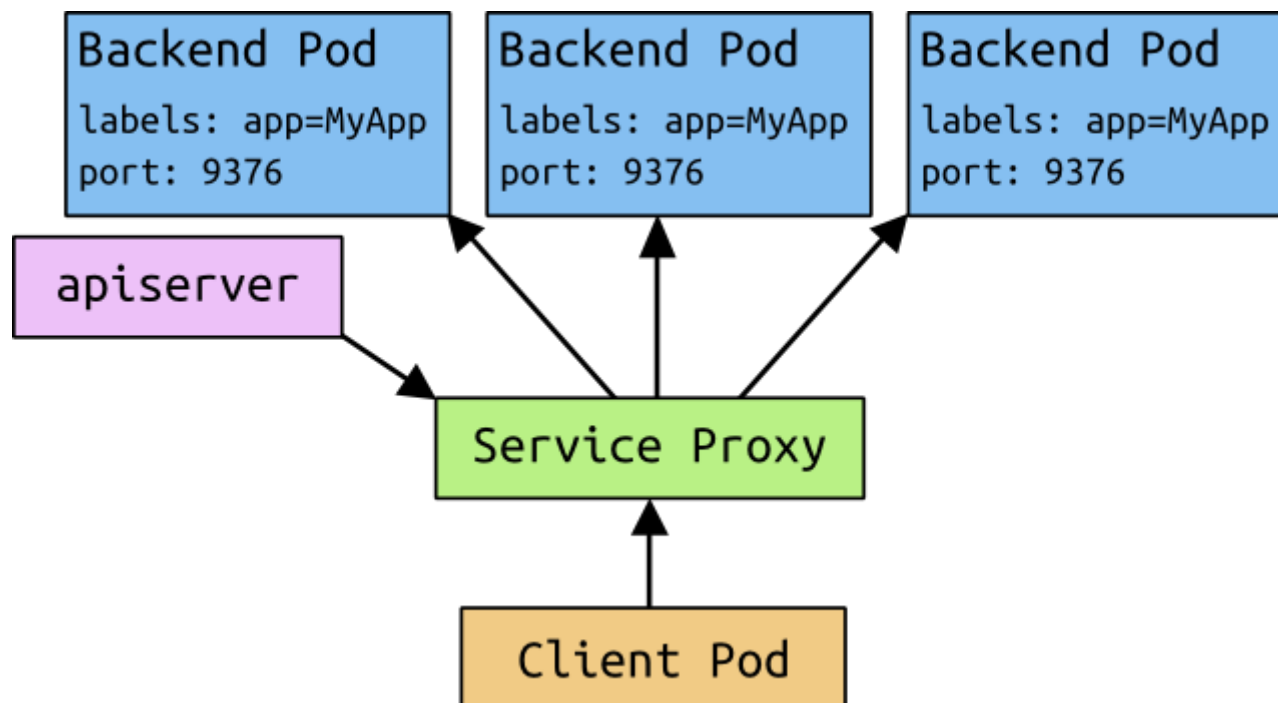 Backend Pod
labels: app=MyApp
port: 9376
Backend Pod
labels: app=MyApp
port: 9376
Backend Pod
labels: app=MyApp
port: 9376
apiserver
Service Proxy
Client Pod